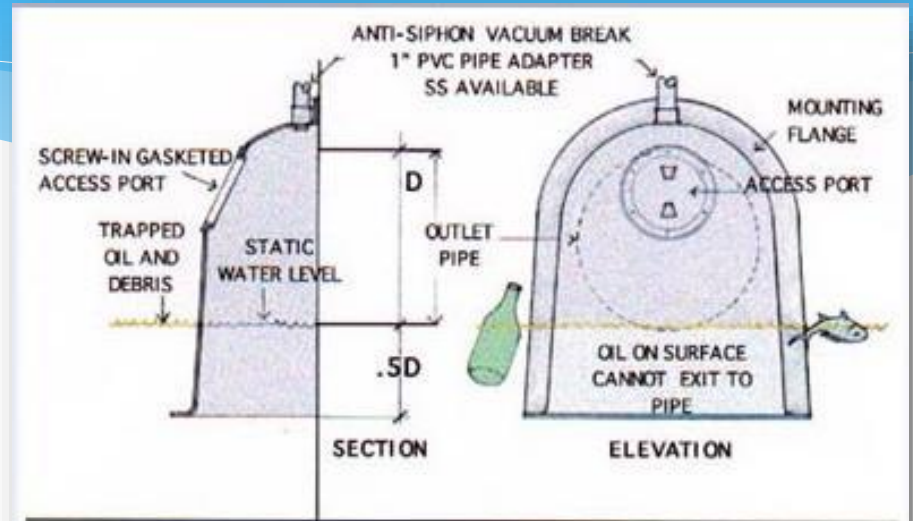 ANTI-SIPHON VACUUM BREAK
1" PVC PIPE ADAPTER
SS AVAILABLE
MOUNTING
FLANGE
SCREW-IN GASKETED
ACCESS PORT
D
ACCESS PORT
TRAPPED
OIL AND
DEBRIS
STATIC
WATER LEVEL
OUTLET
PIPE
.5D
OIL ON SURFACE
CANNOT EXIT TO
PIPE
SECTION
ELEVATION